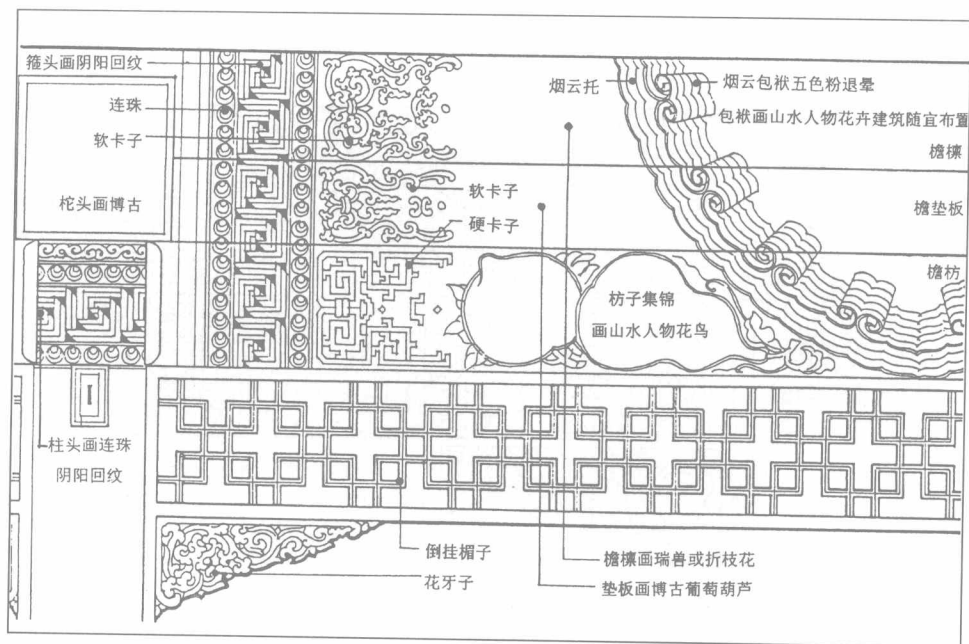 箍头画阴阳回纹
连珠
软卡子
柁头画博古
烟云托
烟云包袱五色粉退晕
包袱画山水人物花卉建筑随宜布置
檐檩
软卡子
檐垫板
硬卡子
檐枋
枋子集锦
画山水人物花鸟
柱头画连珠
阴阳回纹
倒挂楣子
花牙子
檐檩画瑞兽或折枝花
垫板画博古葡萄葫芦